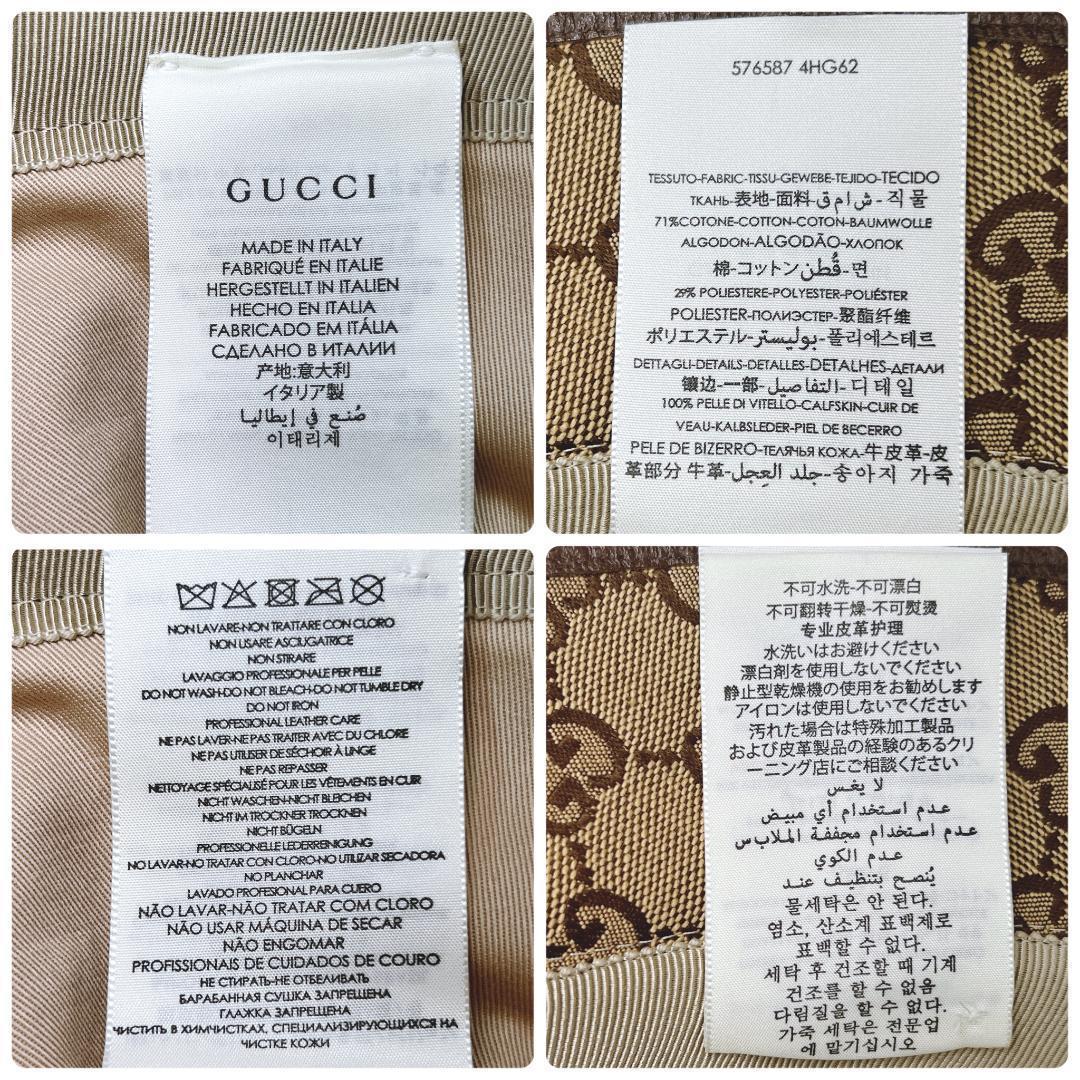 GUCCI
MADE IN ITALY
FABRIQUÉ EN ITALIE
HERGESTELLT IN ITALIEN
HECHO EN ITALIA
FABRICADO EM ITÁLIA
СДЕЛАНО В ИТАЛИИ
产地:意大利
イタリア製
صُنع في إيطاليا
이태리제
576587 4HG62
TESSUTO-FABRIC-TISSU-GEWEBE-TEJIDO-TECIDO
ТКАНЬ-表地-面料-شامق-직물
71%COTONE-COTTON-COTON-BAUMWOLLE
ALGODON-ALGODÃO-ХЛОПОК
棉-コットン-قُطن-면
29% POLIESTERE-POLYESTER-POLIÉSTER
POLIESTER-ПОЛИЭСТЕР-聚酯纤维
ポリエステル-بوليستر-폴리에스테르
DETTAGLI-DETAILS-DETALLES-DETALHES-ДЕТАЛИ
镶边-一部-التفاصيل-디테일
100% PELLE DI VITELLO-CALFSKIN-CUIR DE
VEAU-KALBSLEDER-PIEL DE BECERRO
PELE DE BIZERRO-ТЕЛЯЧЬЯ КОЖА-牛皮革-皮
革部分 牛革-جلد العِجل-송아지 가죽
NON LAVARE-NON TRATTARE CON CLORO
NON USARE ASCIUGATRICE
NON STIRARE
LAVAGGIO PROFESSIONALE PER PELLE
DO NOT WASH-DO NOT BLEACH-DO NOT TUMBLE DRY
DO NOT IRON
PROFESSIONAL LEATHER CARE
NE PAS LAVER-NE PAS TRAITER AVEC DU CHLORE
NE PAS UTILISER DE SÉCHOIR À LINGE
NE PAS REPASSER
NETTOYAGE SPÉCIALISÉ POUR LES VÊTEMENTS EN CUIR
NICHT WASCHEN-NICHT BLEICHEN
NICHT IM TROCKNER TROCKNEN
NICHT BÜGELN
PROFESSIONELLE LEDERREINIGUNG
NO LAVAR-NO TRATAR CON CLORO-NO UTILIZAR SECADORA
NO PLANCHAR
LAVADO PROFESIONAL PARA CUERO
NÃO LAVAR-NÃO TRATAR COM CLORO
NÃO USAR MÁQUINA DE SECAR
NÃO ENGOMAR
PROFISSIONAIS DE CUIDADOS DE COURO
НЕ СТИРАТЬ-НЕ ОТБЕЛИВАТЬ
БАРАБАННАЯ СУШКА ЗАПРЕЩЕНА
ГЛАЖКА ЗАПРЕЩЕНА
ЧИСТИТЬ В ХИМЧИСТКАХ, СПЕЦИАЛИЗИРУЮЩИХСЯ НА
ЧИСТКЕ КОЖИ
不可水洗-不可漂白
不可翻转干燥-不可熨烫
专业皮革护理
水洗いはお避けください
漂白剤を使用しないでください
静止型乾燥機の使用をお勧めします
アイロンは使用しないでください
汚れた場合は特殊加工製品
および皮革製品の経験のあるクリ
ーニング店にご相談ください
لا يغس
عدم استخدام أي مبيض
عدم استخدام مجففة الملابس
عدم الكوي
يُنصح بتنظيف عند
물세탁은 안 된다.
염소, 산소계 표백제로
표백할 수 없다.
세탁 후 건조할 때 기계
건조를 할 수 없음
다림질을 할 수 없다.
가죽 세탁은 전문업
에 맡기십시오